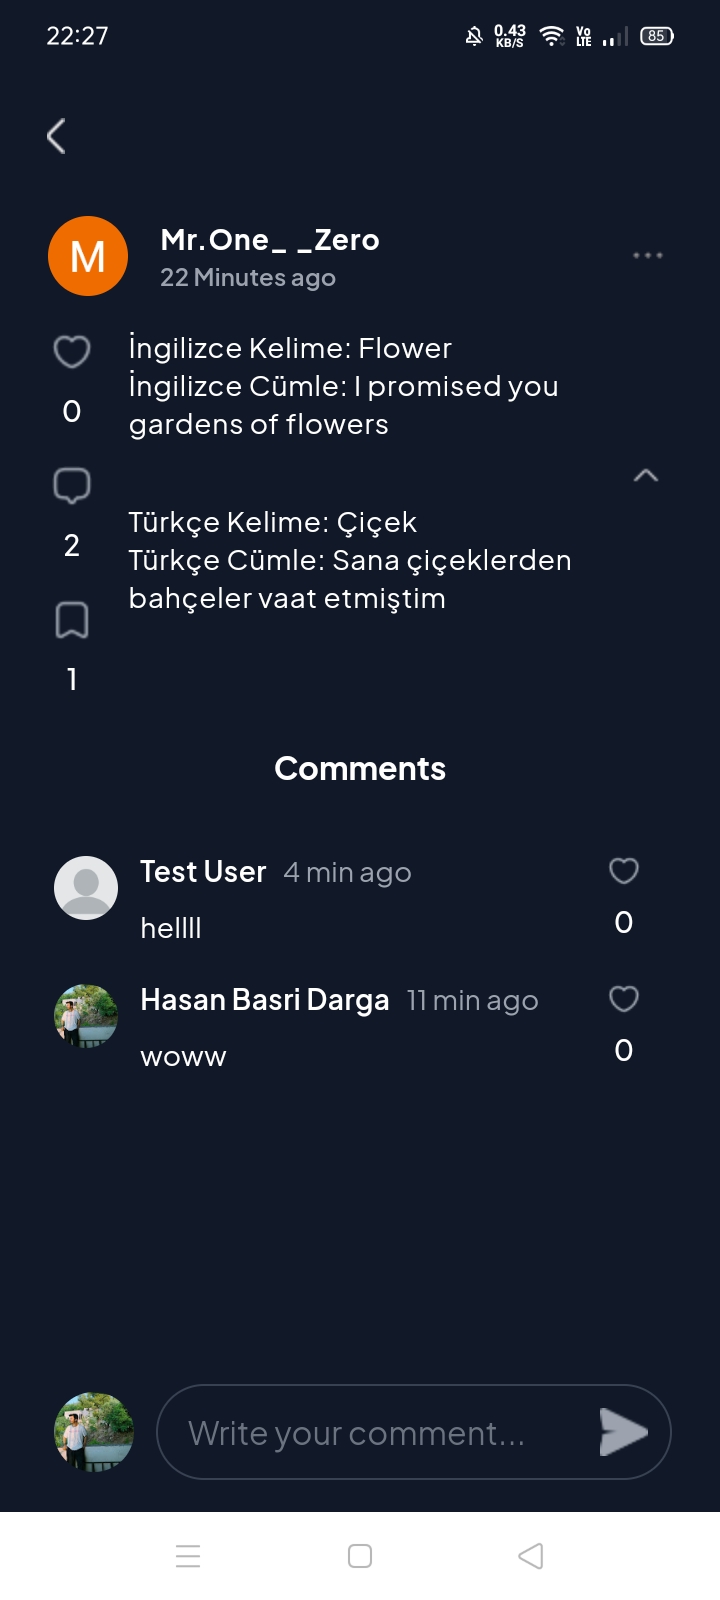 22:27
0.43
KB/S
Vo
LTE
85
M
Mr.One_ _Zero
22 Minutes ago
İngilizce Kelime: Flower
İngilizce Cümle: I promised you
gardens of flowers
0
2
Türkçe Kelime: Çiçek
Türkçe Cümle: Sana çiçeklerden
bahçeler vaat etmiştim
1
Comments
Test User 4 min ago
hellll
0
Hasan Basri Darga 11 min ago
woww
0
Write your comment...